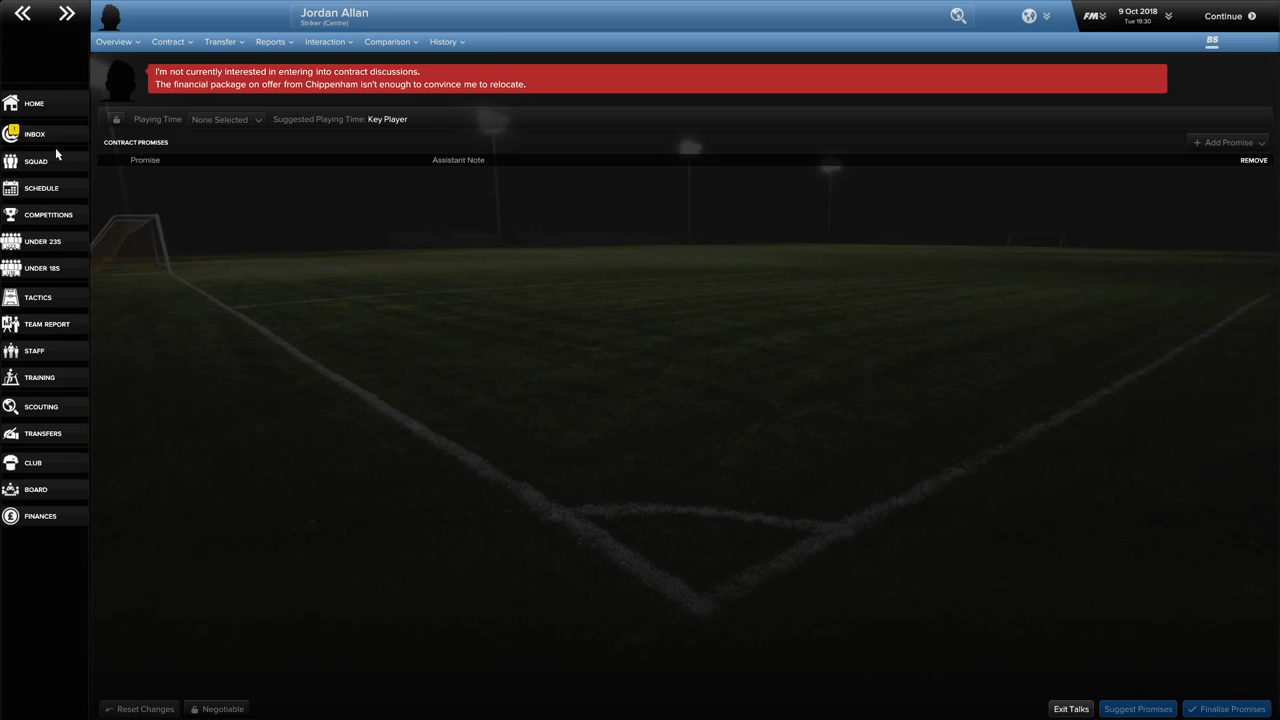 Jordan Allan
Striker (Centre)
FM
9 Oct 2018
Tue 19:30
Continue
Overview
Contract
Transfer
Reports
Interaction
Comparison
History
BS
I'm not currently interested in entering into contract discussions.
The financial package on offer from Chippenham isn't enough to convince me to relocate.
Playing Time
None Selected
Suggested Playing Time: Key Player
CONTRACT PROMISES
+ Add Promise
Promise
Assistant Note
REMOVE
HOME
INBOX
SQUAD
SCHEDULE
COMPETITIONS
UNDER 23S
UNDER 18S
TACTICS
TEAM REPORT
STAFF
TRAINING
SCOUTING
TRANSFERS
CLUB
BOARD
FINANCES
Reset Changes
Negotiable
Exit Talks
Suggest Promises
Finalise Promises